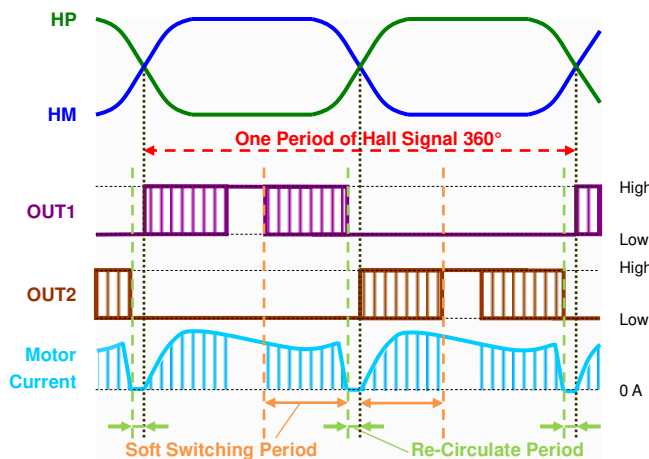 HP
HM
One Period of Hall Signal 360°
OUT1
High
Low
OUT2
High
Low
Motor
Current
0 A
Soft Switching Period
Re-Circulate Period